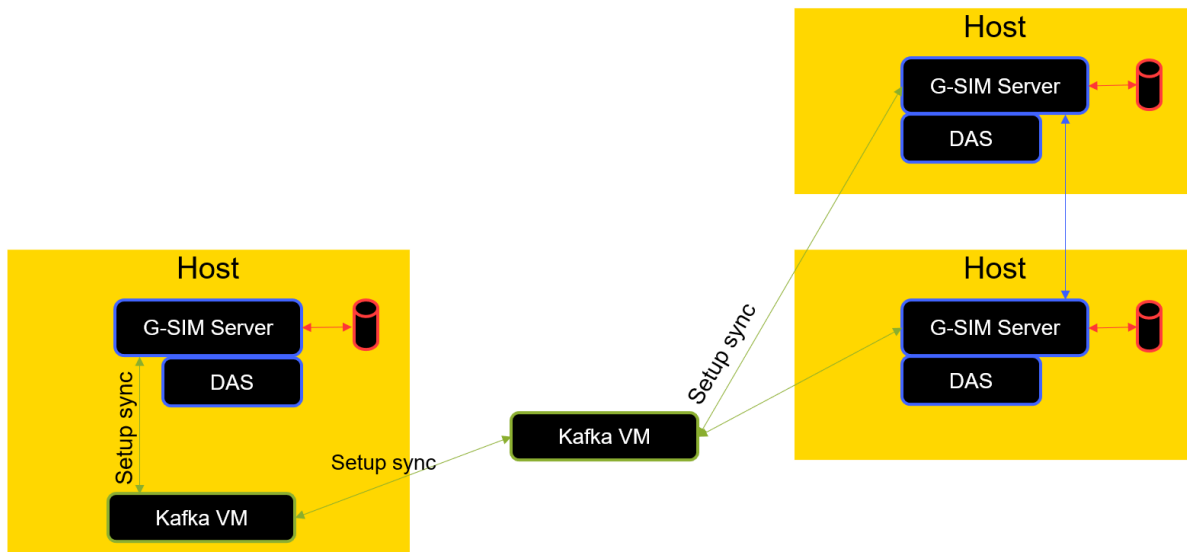 Host
G-SIM Server
DAS
Setup sync
Host
G-SIM Server
DAS
Setup sync
Kafka VM
Setup sync
Kafka VM
Host
G-SIM Server
DAS